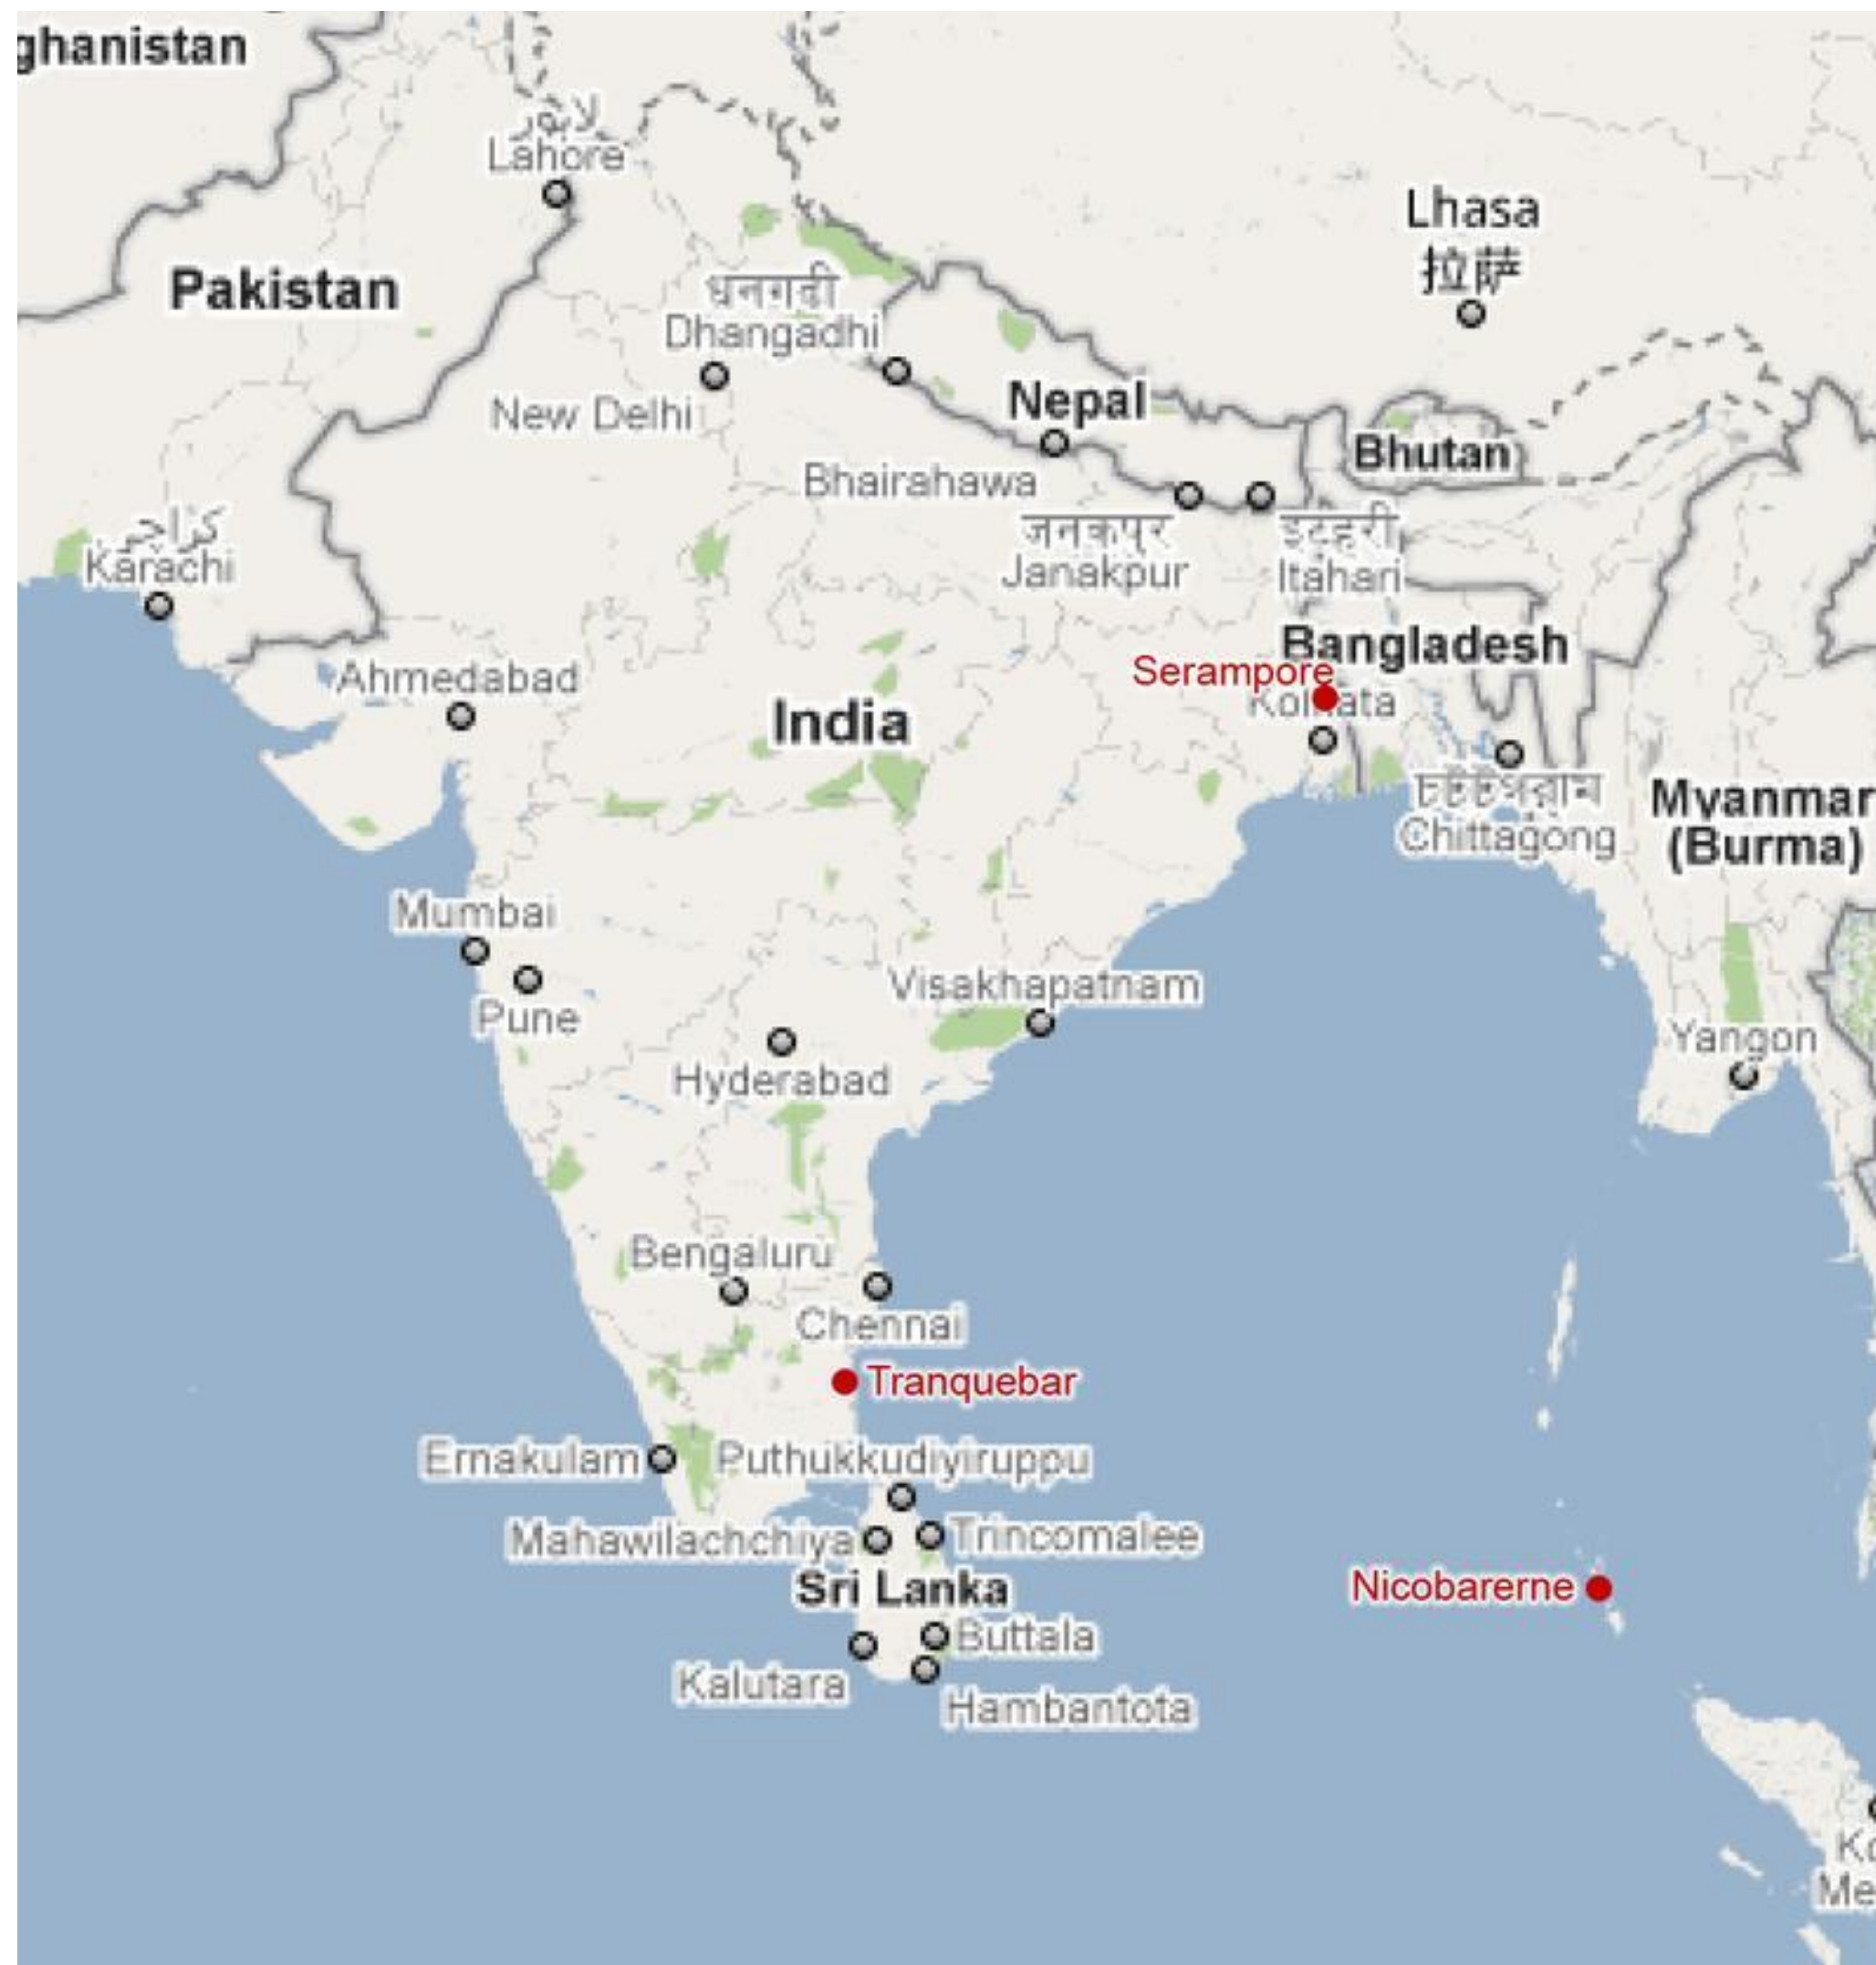 ghanistan
لاہور
Lahore
Lhasa
拉萨
Pakistan
धनगढी
Dhangadhi
New Delhi
Nepal
Bhutan
Bhairahawa
जनकपुर
Janakpur
इटहरी
Itahari
كراچى
Karachi
Bangladesh
Serampore
Kolkata
Ahmedabad
India
Chittagong
Myanmar
(Burma)
Mumbai
Pune
Visakhapatnam
Hyderabad
Yangon
Bengaluru
Chennai
Tranquebar
Ernakulam
Puthukkudiyiruppu
Mahawilachchiya
Trincomalee
Sri Lanka
Nicobarerne
Buttala
Kalutara
Hambantota
Me